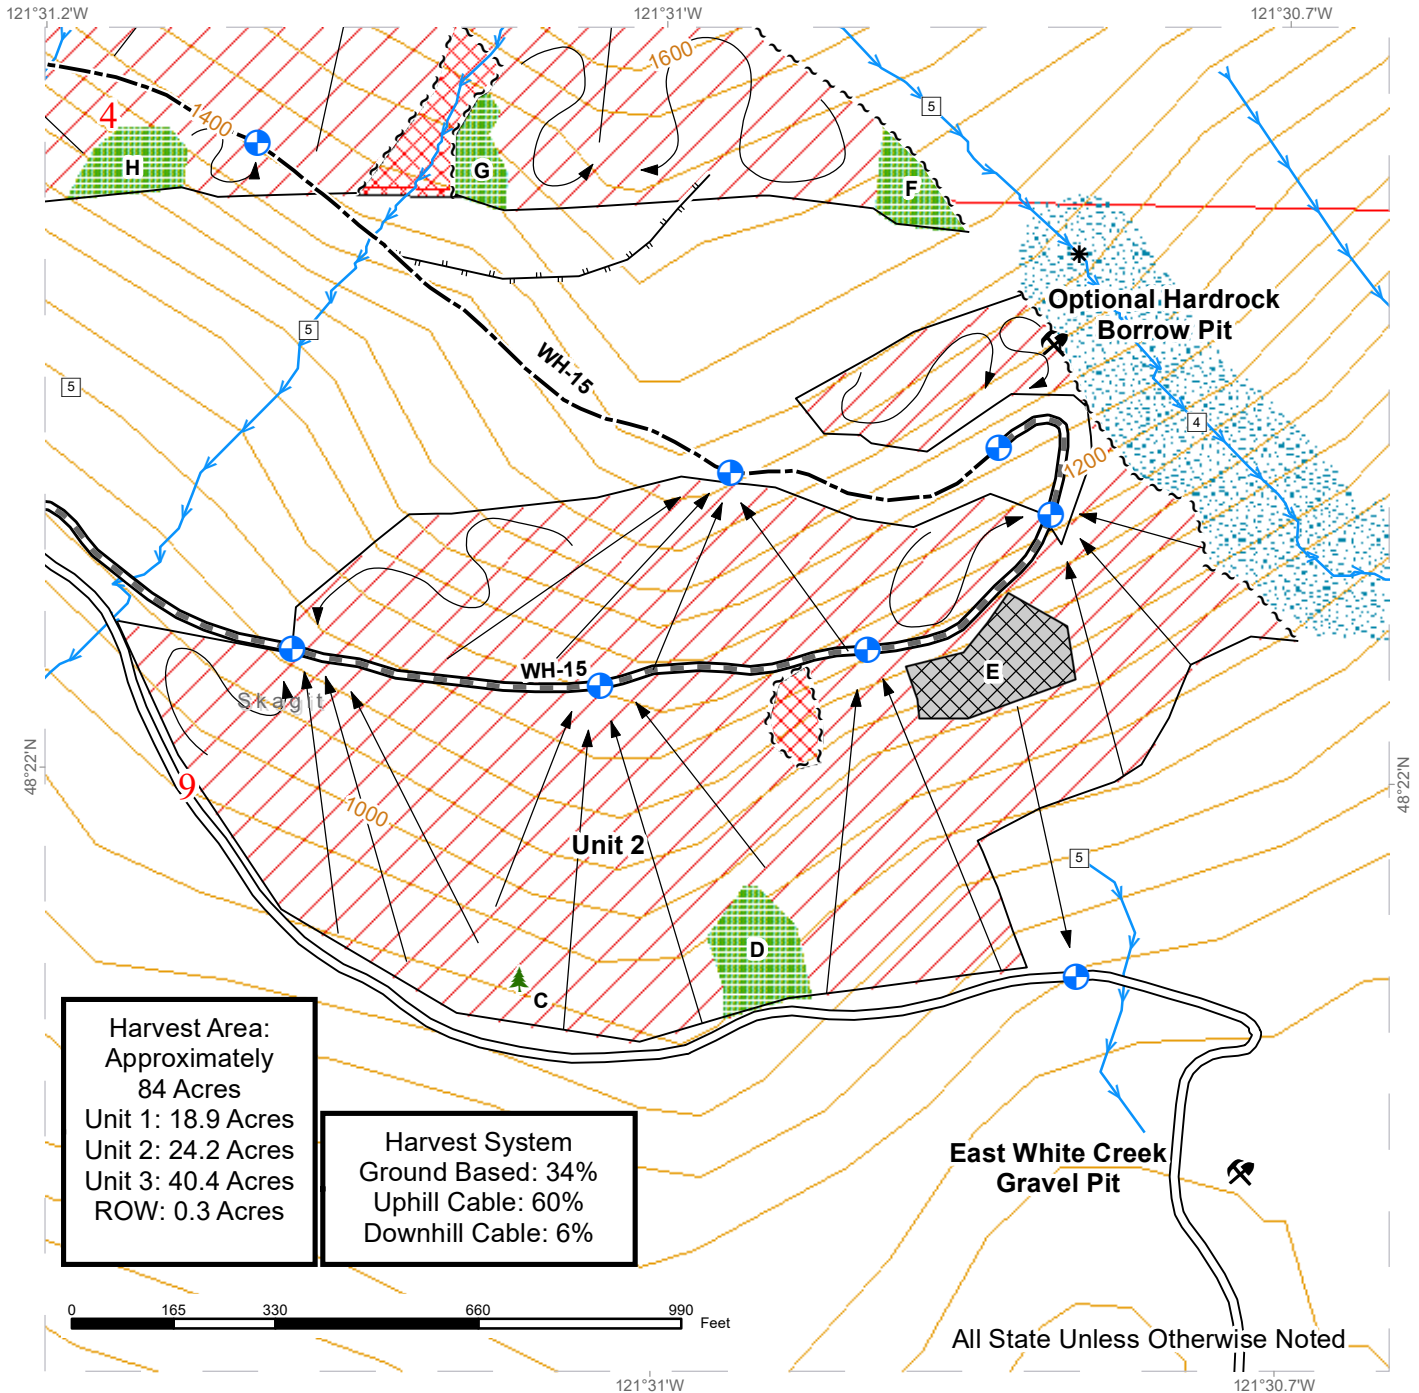 121°31.2'W
121°31'W
121°30.7'W
1600
5
4
1400
H
G
F
Optional Hardrock
Borrow Pit
5
WH-15
5
4
1200
WH-15
E
Skagit
48°22'N
48°22'N
9
1000
Unit 2
5
D
C
Harvest Area:
Approximately
84 Acres
Unit 1: 18.9 Acres
Unit 2: 24.2 Acres
Unit 3: 40.4 Acres
ROW: 0.3 Acres
Harvest System
Ground Based: 34%
Uphill Cable: 60%
Downhill Cable: 6%
East White Creek
Gravel Pit
0 165 330 660 990
Feet
All State Unless Otherwise Noted
121°31'W
121°30.7'W